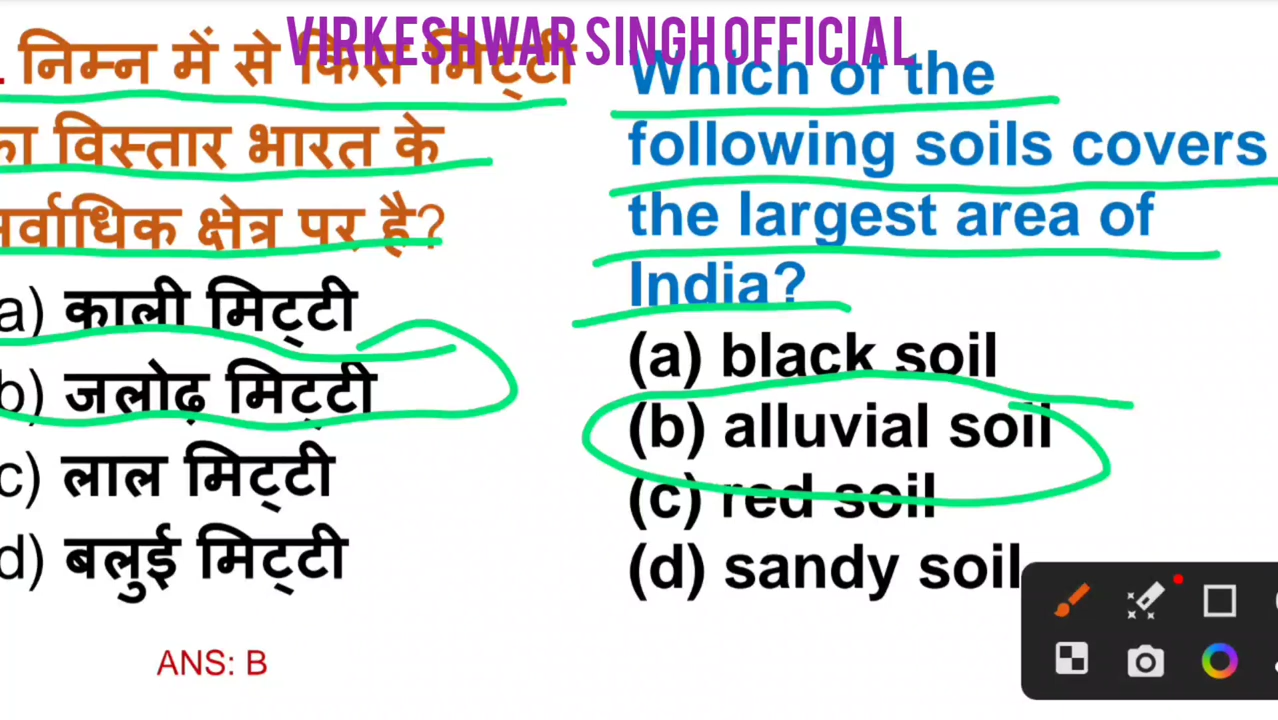 VIRKESHWAR SINGH OFFICIAL
निम्न में से किस मिट्टी
का विस्तार भारत के
सर्वाधिक क्षेत्र पर है?
a) काली मिट्टी
b) जलोढ़ मिट्टी
c) लाल मिट्टी
d) बलुई मिट्टी
ANS: B
Which of the
following soils covers
the largest area of
India?
(a) black soil
(b) alluvial soil
(c) red soil
(d) sandy soil